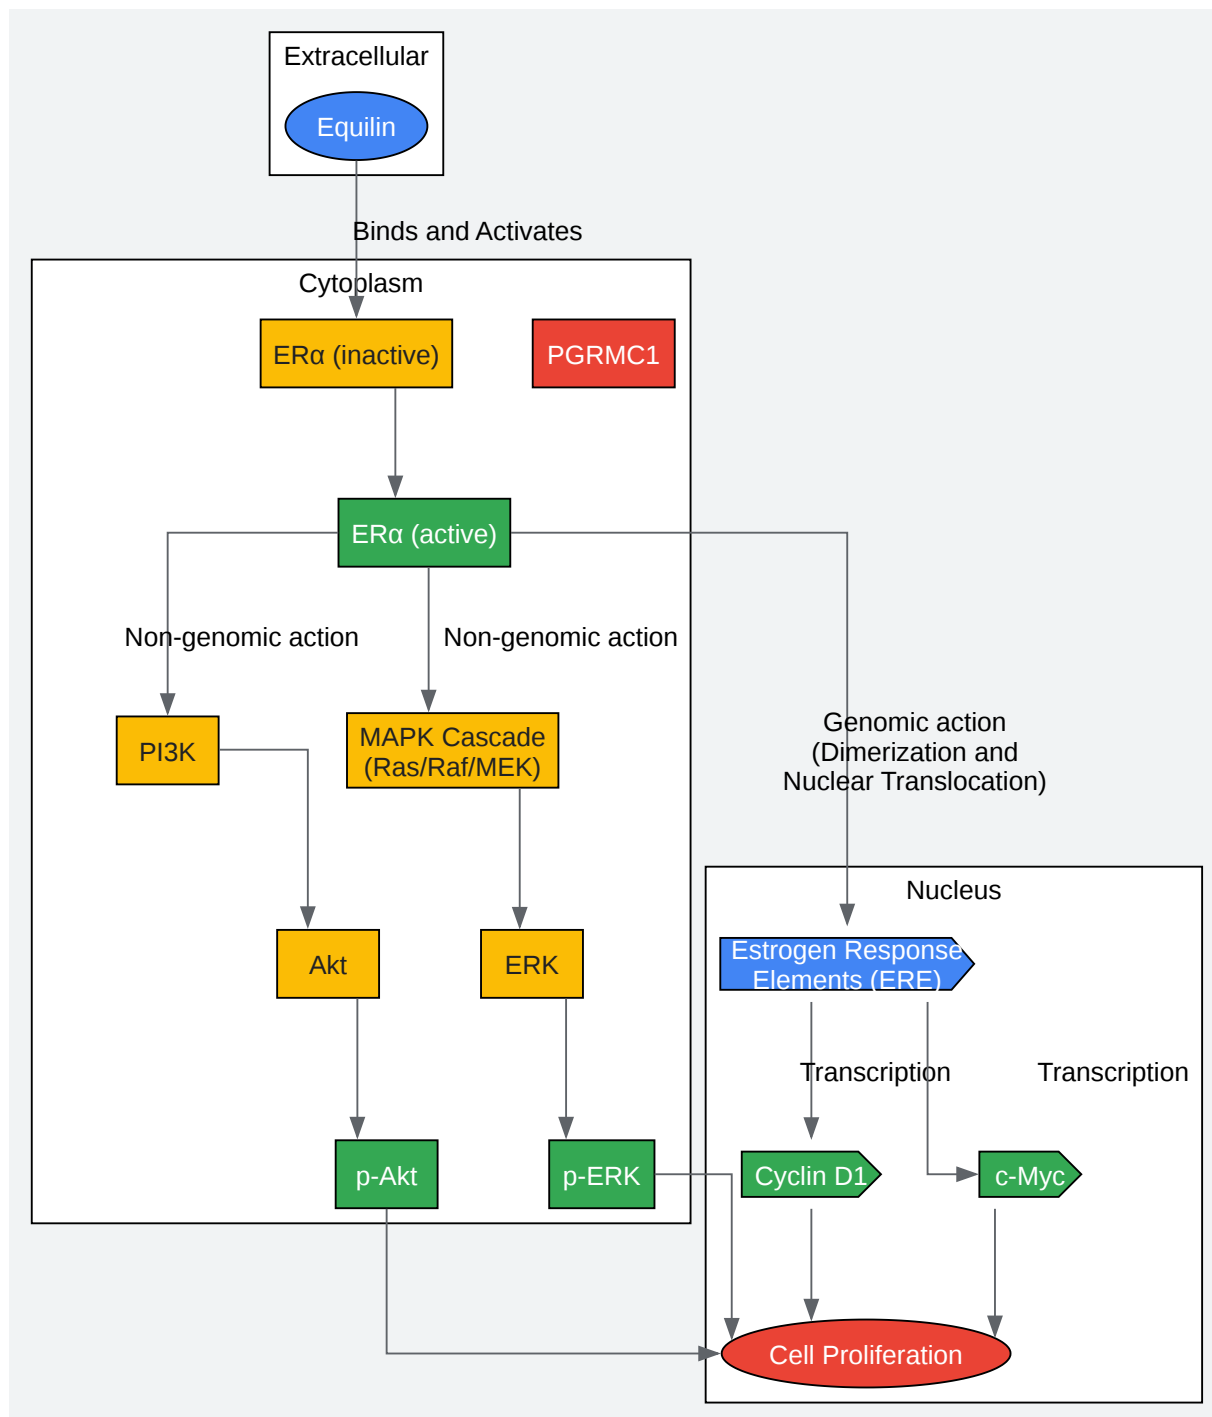 Extracellular
Equilin
Binds and Activates
Cytoplasm
ERα (inactive)
PGRMC1
ERα (active)
Non-genomic action
Non-genomic action
Genomic action
(Dimerization and
Nuclear Translocation)
PI3K
MAPK Cascade
(Ras/Raf/MEK)
Nucleus
Akt
ERK
Estrogen Response
Elements (ERE)
Transcription
Transcription
p-Akt
p-ERK
Cyclin D1
c-Myc
Cell Proliferation